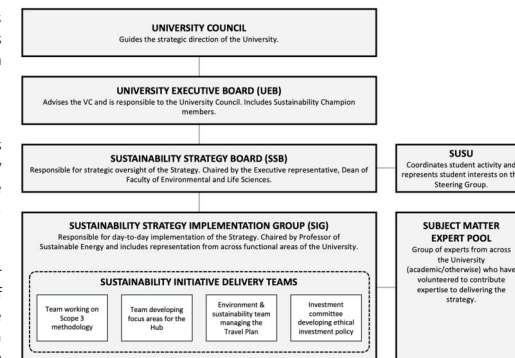 UNIVERSITY COUNCIL
Guides the strategic direction of the University.
UNIVERSITY EXECUTIVE BOARD (UEB)
Advises the VC and is responsible to the University Council. Includes Sustainability Champion
members.
SUSTAINABILITY STRATEGY BOARD (SSB)
Responsible for strategic oversight of the Strategy. Chaired by the Executive representative, Dean of
Faculty of Environmental and Life Sciences.
SUSU
Coordinates student activity and
represents student interests on the
Steering Group.
SUSTAINABILITY STRATEGY IMPLEMENTATION GROUP (SIG)
Responsible for day-to-day implementation of the Strategy. Chaired by Professor of
Sustainable Energy and includes representation from across functional areas of the University.
SUSTAINABILITY INITIATIVE DELIVERY TEAMS
Team working on
Scope 3
methodology
Team developing
focus areas for the
Hub
Environment &
sustainability team
managing the
Travel Plan
Investment
committee
developing ethical
investment policy
SUBJECT MATTER
EXPERT POOL
Group of experts from across
the University
(academic/otherwise) who have
volunteered to contribute
expertise to delivering the
strategy.